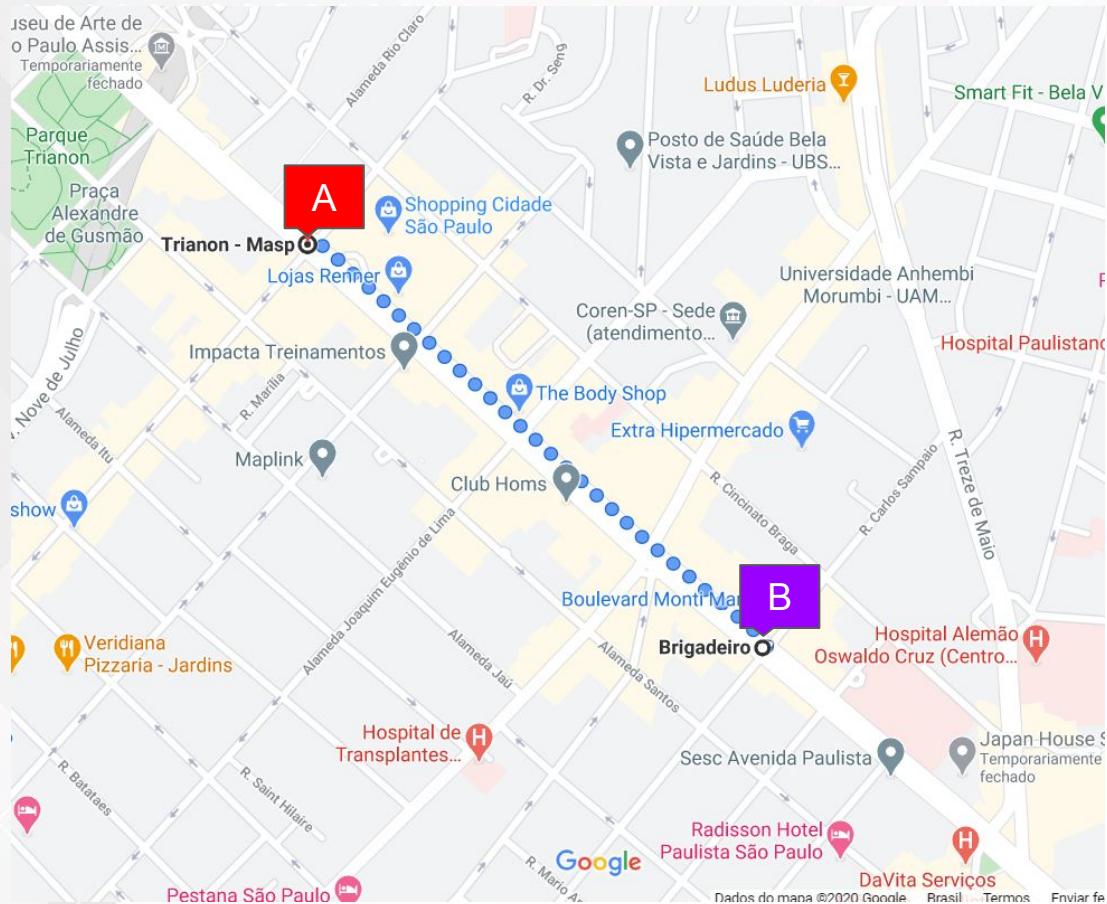 useu de Arte de
o Paulo Assis...
Temporariamente
fechado
Alameda Rio Claro
R. Dr. Seng
Ludus Luderia
Smart Fit - Bela V
Parque
Trianon
Posto de Saúde Bela
Vista e Jardins - UBS...
Praça
Alexandre
de Gusmão
A
Shopping Cidade
São Paulo
Trianon - Masp
Lojas Renner
Universidade Anhembi
Morumbi - UAM...
Coren-SP - Sede
(atendimento...
Hospital Paulistano
Impacta Treinamentos
. Nove de Julho
R. Marília
The Body Shop
Alameda Itu
Extra Hipermercado
Maplink
R. Treze de Maio
Club Homs
R. Cincinato Braga
R. Carlos Sampaio
show
Alameda Joaquim Eugênio de Lima
Boulevard Monti Mar
B
Veridiana
Pizzaria - Jardins
Brigadeiro
Hospital Alemão
Oswaldo Cruz (Centro...
Alameda Jaú
Alameda Santos
Hospital de
Transplantes...
Sesc Avenida Paulista
Japan House S
Temporariamente
fechado
R. Batataes
R. Saint Hilaire
Radisson Hotel
Paulista São Paulo
Google
R. Mario Am
DaVita Serviços
Pestana São Paulo
Dados do mapa ©2020 Google Brasil Termos Enviar fe